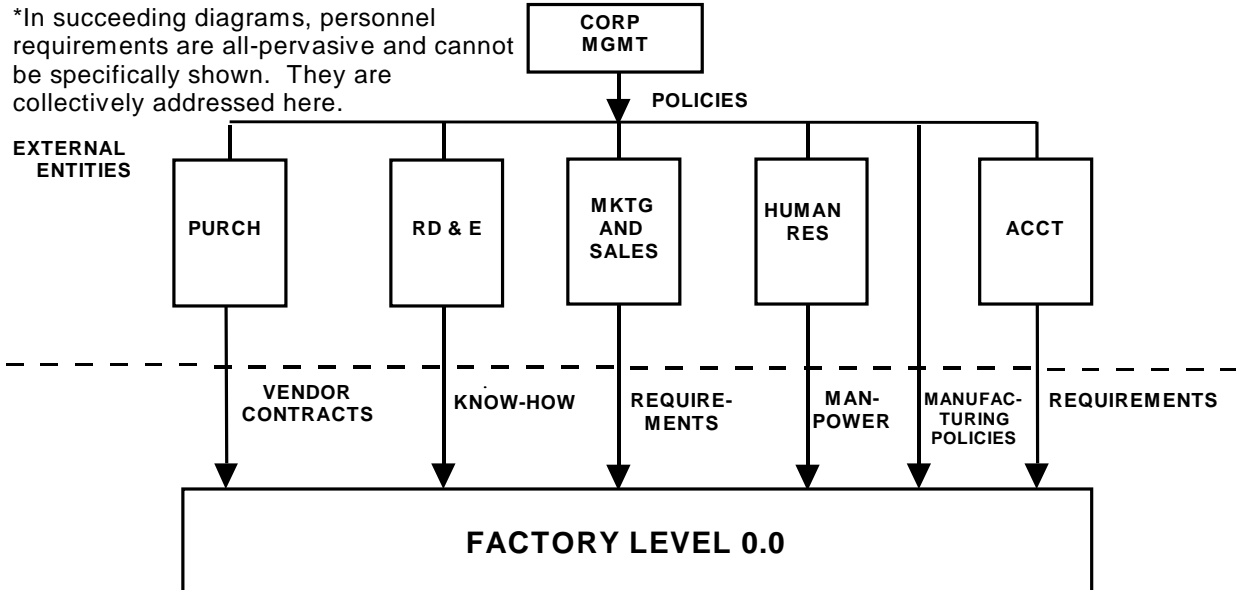 *In succeeding diagrams, personnel
requirements are all-pervasive and cannot
be specifically shown. They are
collectively addressed here.
CORP
MGMT
POLICIES
EXTERNAL
ENTITIES
PURCH
RD & E
MKTG
AND
SALES
HUMAN
RES
ACCT
VENDOR
CONTRACTS
KNOW-HOW
REQUIRE-
MENTS
MAN-
POWER
MANUFAC-
TURING
POLICIES
REQUIREMENTS
FACTORY LEVEL 0.0